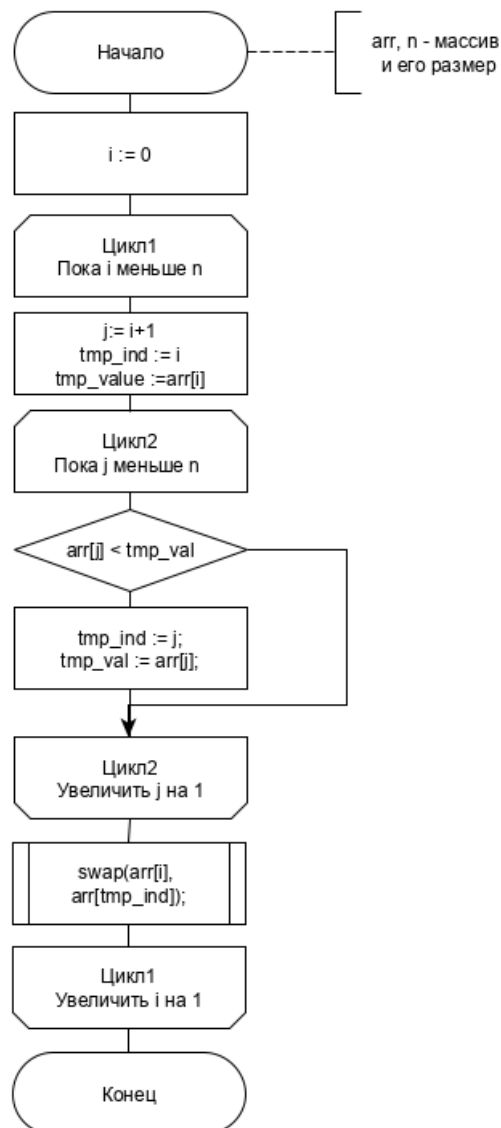 Начало
arr, n - массив
и его размер
i := 0
Цикл1
Пока i меньше n
j:= i+1
tmp_ind := i
tmp_value :=arr[i]
Цикл2
Пока j меньше n
arr[j] < tmp_val
tmp_ind := j;
tmp_val := arr[j];
Цикл2
Увеличить j на 1
swap(arr[i],
arr[tmp_ind]);
Цикл1
Увеличить i на 1
Конец